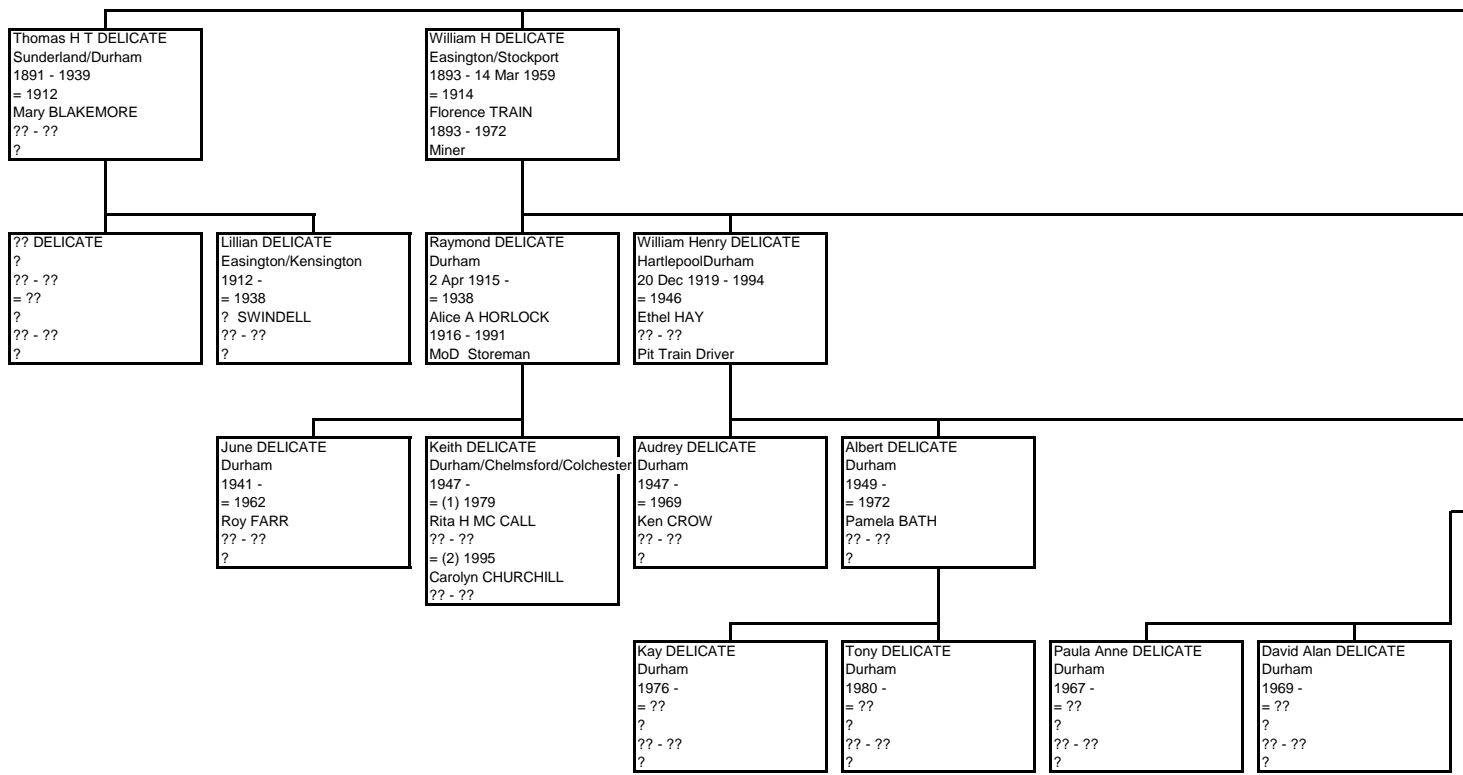 Thomas H T DELICATE
Sunderland/Durham
1891 - 1939
= 1912
Mary BLAKEMORE
?? - ??
?
William H DELICATE
Easington/Stockport
1893 - 14 Mar 1959
= 1914
Florence TRAIN
1893 - 1972
Miner
?? DELICATE
?
?? - ??
= ??
?
?? - ??
?
Lillian DELICATE
Easington/Kensington
1912 -
= 1938
? SWINDELL
?? - ??
?
Raymond DELICATE
Durham
2 Apr 1915 -
= 1938
Alice A HORLOCK
1916 - 1991
MoD Storeman
William Henry DELICATE
HartlepoolDurham
20 Dec 1919 - 1994
= 1946
Ethel HAY
?? - ??
Pit Train Driver
June DELICATE
Durham
1941 -
= 1962
Roy FARR
?? - ??
?
Keith DELICATE
Durham/Chelmsford/Colchester
1947 -
= (1) 1979
Rita H MC CALL
?? - ??
= (2) 1995
Carolyn CHURCHILL
?? - ??
Audrey DELICATE
Durham
1947 -
= 1969
Ken CROW
?? - ??
?
Albert DELICATE
Durham
1949 -
= 1972
Pamela BATH
?? - ??
?
Kay DELICATE
Durham
1976 -
= ??
?
?? - ??
?
Tony DELICATE
Durham
1980 -
= ??
?
?? - ??
?
Paula Anne DELICATE
Durham
1967 -
= ??
?
?? - ??
?
David Alan DELICATE
Durham
1969 -
= ??
?
?? - ??
?